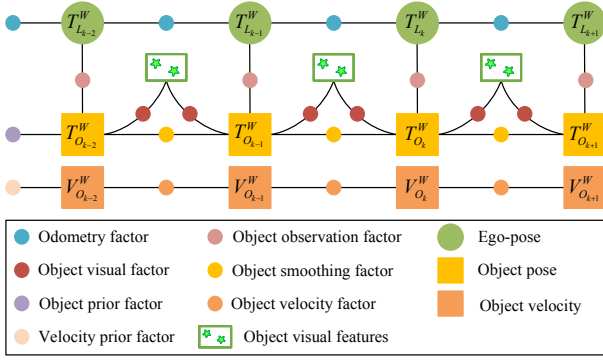 T^W_{L_{k-2}} T^W_{L_{k-1}} T^W_{L_k} T^W_{L_{k+1}}
T^W_{O_{k-2}} T^W_{O_{k-1}} T^W_{O_k} T^W_{O_{k+1}}
V^W_{O_{k-2}} V^W_{O_{k-1}} V^W_{O_k} V^W_{O_{k+1}}
Odometry factor Object observation factor Ego-pose
Object visual factor Object smoothing factor Object pose
Object prior factor Object velocity factor Object velocity
Velocity prior factor Object visual features